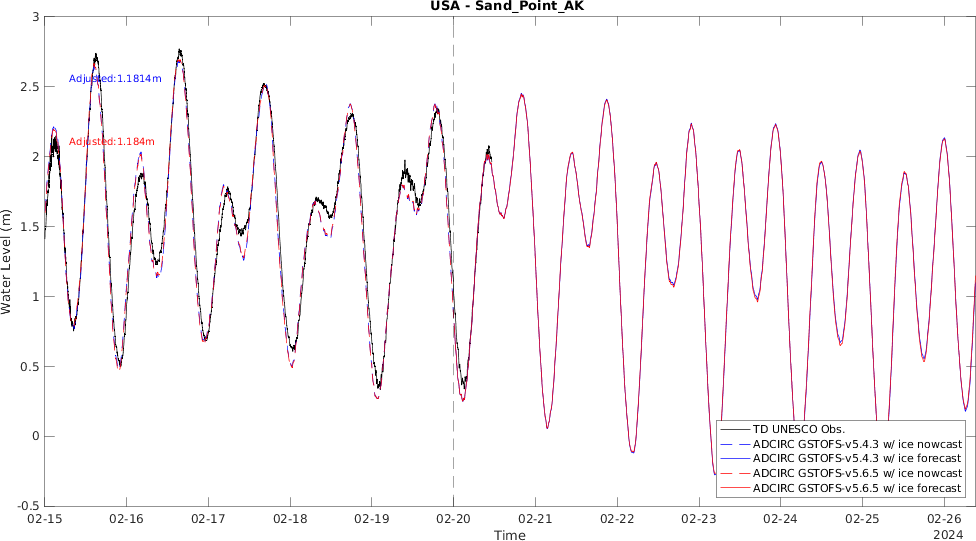 USA - Sand_Point_AK
3
2.5
2
1.5
1
0.5
0
-0.5
Water Level (m)
Adjusted:1.1814m
Adjusted:1.184m
TD UNESCO Obs.
ADCIRC GSTOFS-v5.4.3 w/ ice nowcast
ADCIRC GSTOFS-v5.4.3 w/ ice forecast
ADCIRC GSTOFS-v5.6.5 w/ ice nowcast
ADCIRC GSTOFS-v5.6.5 w/ ice forecast
02-15 02-16 02-17 02-18 02-19 02-20 02-21 02-22 02-23 02-24 02-25 02-26
Time
2024